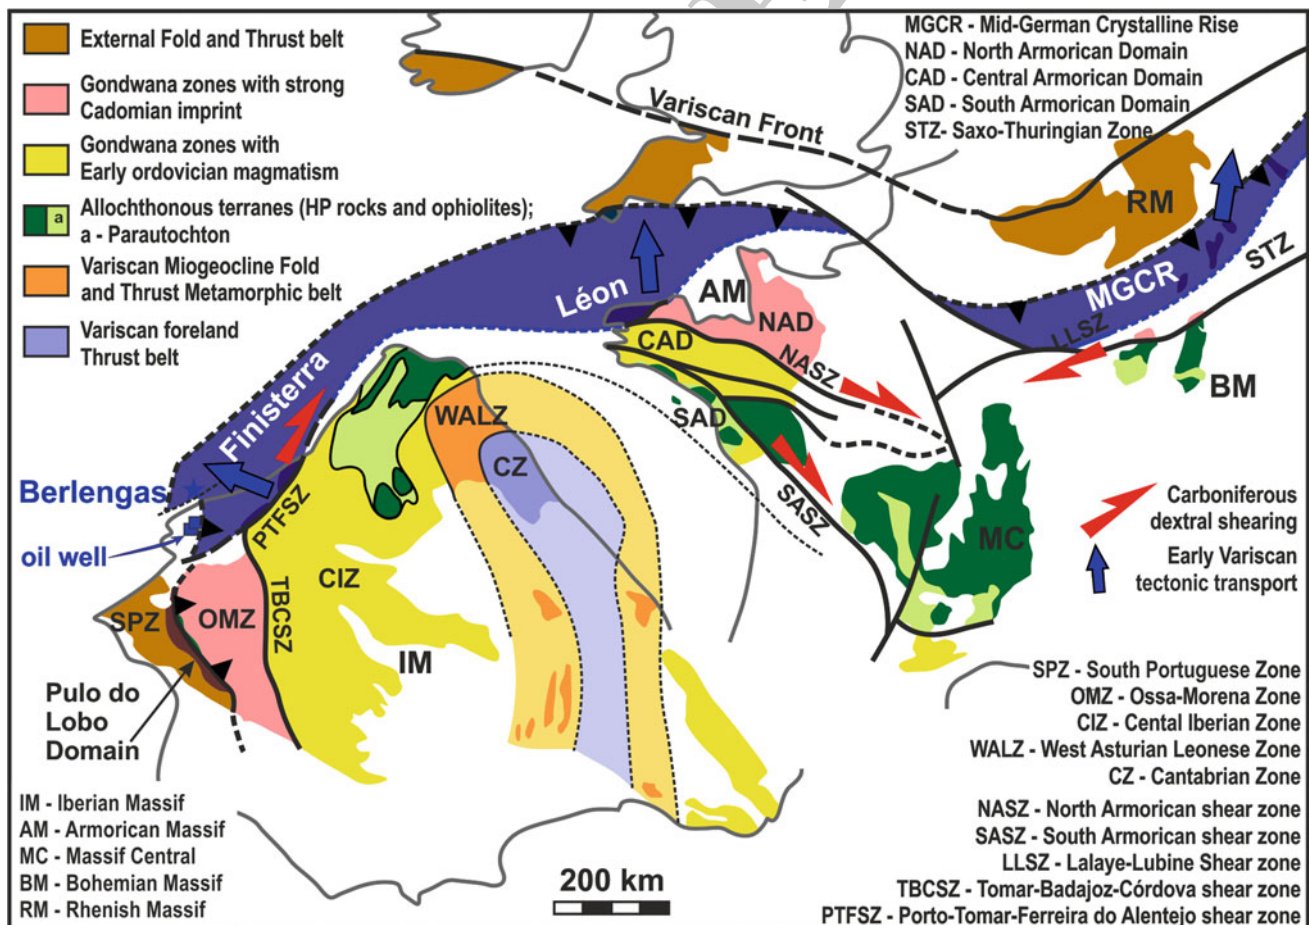 External Fold and Thrust belt
Gondwana zones with strong
Cadomian imprint
Gondwana zones with
Early ordovician magmatism
a
Allochthonous terranes (HP rocks and ophiolites);
a - Parautochton
Variscan Miogeocline Fold
and Thrust Metamorphic belt
Variscan foreland
Thrust belt
MGCR - Mid-German Crystalline Rise
NAD - North Armorican Domain
CAD - Central Armorican Domain
SAD - South Armorican Domain
STZ- Saxo-Thuringian Zone
Variscan Front
RM
STZ
MGCR
LLSZ
BM
Léon
AM
NAD
CAD
NASZ
SAD
SASZ
MC
Finisterra
WALZ
CZ
Berlengas
oil well
PTFSZ
CIZ
TBCSZ
SPZ
OMZ
IM
Pulo do
Lobo
Domain
Carboniferous
dextral shearing
Early Variscan
tectonic transport
IM - Iberian Massif
AM - Armorican Massif
MC - Massif Central
BM - Bohemian Massif
RM - Rhenish Massif
200 km
SPZ - South Portuguese Zone
OMZ - Ossa-Morena Zone
CIZ - Cental Iberian Zone
WALZ - West Asturian Leonese Zone
CZ - Cantabrian Zone
NASZ - North Armorican shear zone
SASZ - South Armorican shear zone
LLSZ - Lalaye-Lubine Shear zone
TBCSZ - Tomar-Badajoz-Córdova shear zone
PTFSZ - Porto-Tomar-Ferreira do Alentejo shear zone